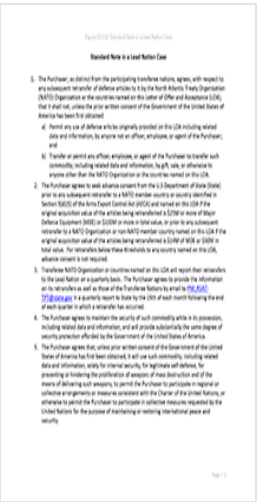 Standard Note in a Lead Nation Case
1. The Purchaser, as distinct from the participating transferee nations, agrees, with respect to
any subsequent retransfer of defense articles to it by the North Atlantic Treaty Organization
(NATO) Organization or the countries named on this Letter of Offer and Acceptance (LOA),
that it shall not, unless the prior written consent of the Government of the United States of
America has been first obtained:
a) Permit any use of defense articles originally provided on this LOA including related
data and information, by anyone not an officer, employee, or agent of the Purchaser;
and
b) Transfer or permit any officer, employee, or agent of the Purchaser to transfer such
commodity, including related data and information, by gift, sale, or otherwise to
anyone other than the NATO Organization or the countries named on this LOA.
2. The Purchaser agrees to seek advance consent from the U.S Department of State (State)
prior to any subsequent retransfer to a NATO member country or country identified in
Section of the Arms Export Control Act (AECA) and named on this LOA if the
original acquisition value of the articles being retransferred is $25M or more of Major
Defense Equipment (MDE) or $100M or more in total value, or prior to any subsequent
retransfer to a NATO Organization or non-NATO member country named on this LOA if the
original acquisition value of the articles being retransferred is $14M of MDE or $50M in
total value. For retransfers below these thresholds to any country named on this LOA,
advance consent is not required.
3. Transferee NATO Organization or countries named on this LOA will report their retransfers
to the Lead Nation on a quarterly basis. The Purchaser agrees to provide the information
on its retransfers as well as those of the Transferee Nations by email to
in a quarterly report to State by the 15th of each month following the end
of each quarter in which a retransfer has occurred.
4. The Purchaser agrees to maintain the security of such commodity while in its possession,
including related data and information, and will provide substantially the same degree of
security protection afforded by the Government of the United States of America.
5. The Purchaser agrees that, unless prior written consent of the Government of the United
States of America has first been obtained, it will use such commodity, including related
data and information, solely for internal security, for legitimate self-defense, for
preventing or hindering the proliferation of weapons of mass destruction and of the
means of delivering such weapons, to permit the Purchaser to participate in regional or
collective arrangements or measures consistent with the Charter of the United Nations, or
otherwise to permit the Purchaser to participate in collective measures requested by the
United Nations for the purpose of maintaining or restoring international peace and
security.